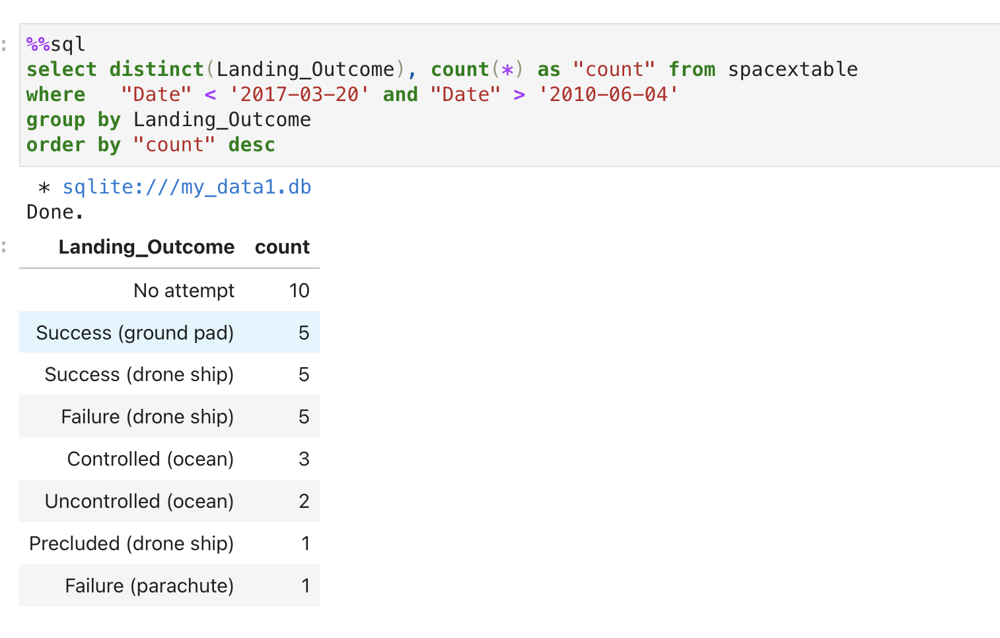 :
%%sql
select distinct(Landing_Outcome), count(*) as "count" from spacextable
where   "Date" < '2017-03-20' and "Date" > '2010-06-04'
group by Landing_Outcome
order by "count" desc
* sqlite:///my_data1.db
Done.
:
Landing_Outcome count
No attempt 10
Success (ground pad) 5
Success (drone ship) 5
Failure (drone ship) 5
Controlled (ocean) 3
Uncontrolled (ocean) 2
Precluded (drone ship) 1
Failure (parachute) 1